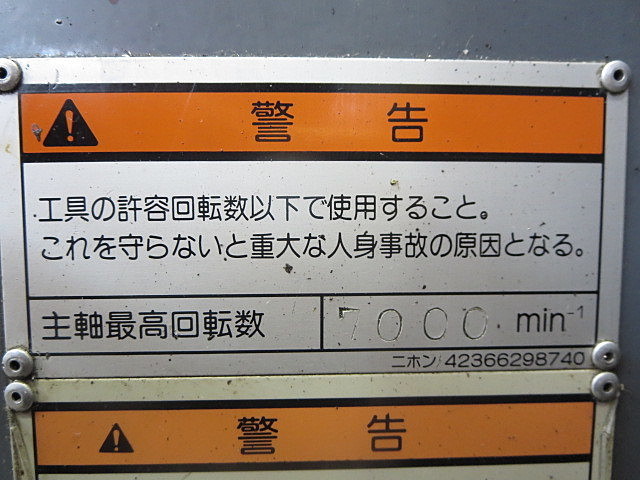 警告
工具の許容回転数以下で使用すること。
これを守らないと重大な人身事故の原因となる。
主軸最高回転数 7000 min⁻¹
ニホン/42366298740
警告